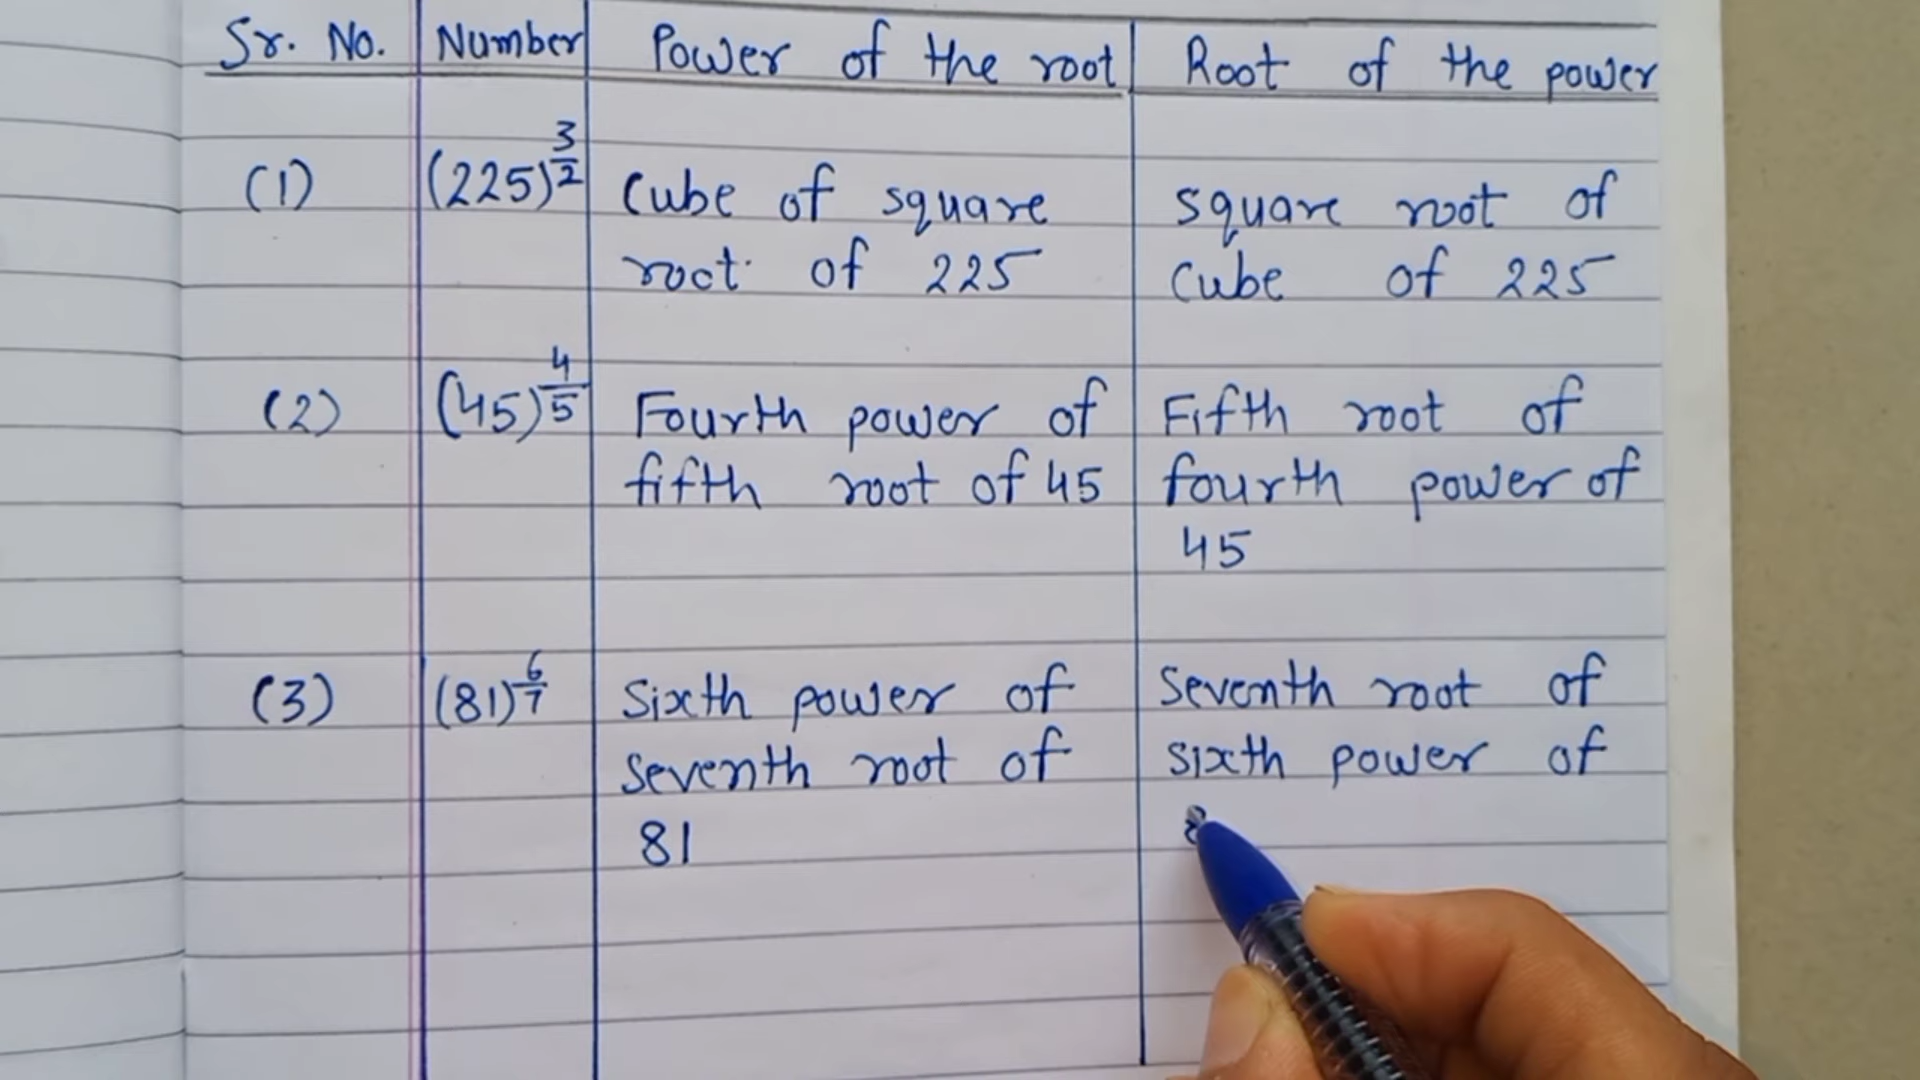 Sr. No. Number Power of the root Root of the power
(1) (225)^3/2 Cube of square square root of
root of 225 Cube of 225
(2) (45)^4/5 Fourth power of Fifth root of
fifth root of 45 fourth power of
45
(3) (81)^6/7 Sixth power of Seventh root of
Seventh root of sixth power of
81 8